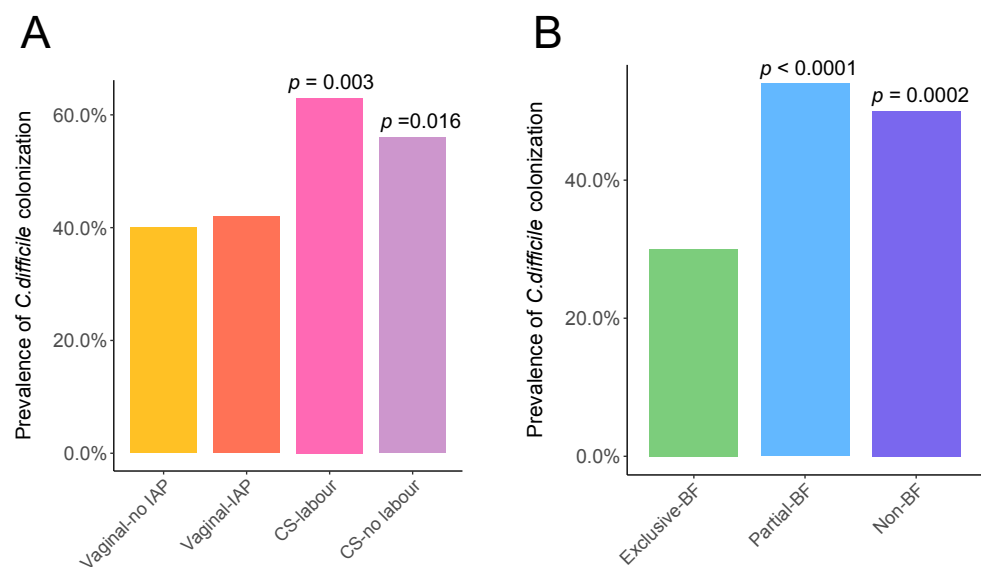 A
Prevalence of C.difficile colonization
60.0%
40.0%
20.0%
0.0%
p = 0.003
p =0.016
Vaginal-no IAP
Vaginal-IAP
CS-labour
CS-no labour
B
Prevalence of C.difficile colonization
40.0%
20.0%
0.0%
p < 0.0001
p = 0.0002
Exclusive-BF
Partial-BF
Non-BF